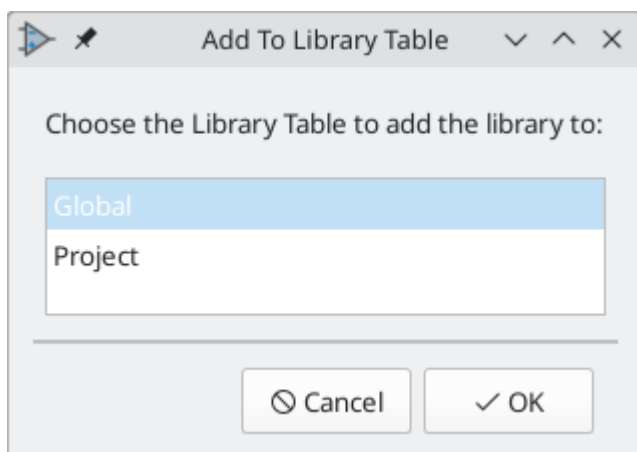 Add To Library Table
Choose the Library Table to add the library to:
Global
Project
Cancel OK